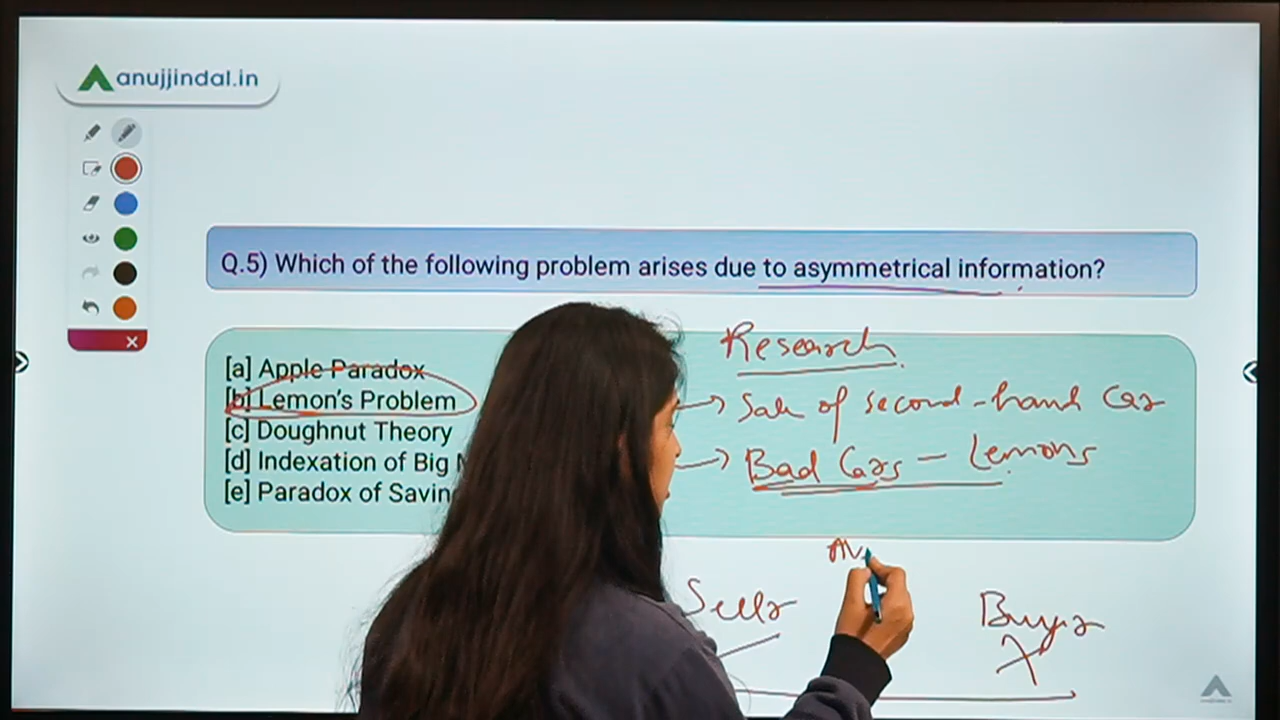 anujjindal.in
Q.5) Which of the following problem arises due to asymmetrical information?
[a] Apple Paradox
[b] Lemon's Problem
[c] Doughnut Theory
[d] Indexation of Big
[e] Paradox of Savin
Research
→ Sale of second-hand Car
→ Bad Cars - Lemons
AV
Seller
Buyer